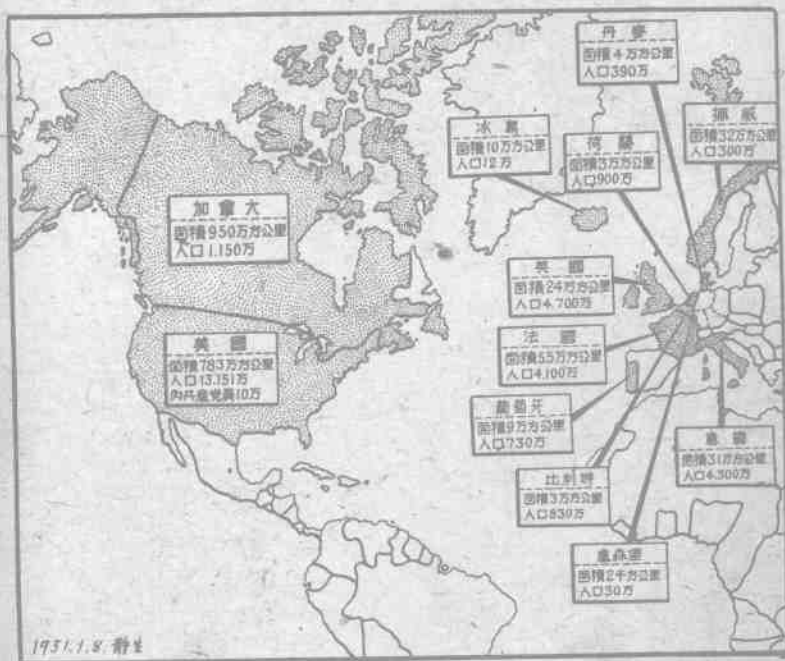 丹麥
面積4万方公里
人口390万
挪威
面積32万方公里
人口300万
冰島
面積10万方公里
人口12万
荷蘭
面積3万方公里
人口900万
加拿大
面積950万方公里
人口1.150万
英國
面積24万方公里
人口4.700万
美國
面積783万方公里
人口13.151万
內共產党員10万
法國
面積55万方公里
人口4.100万
葡萄牙
面積9万方公里
人口730万
意國
面積31万方公里
人口4.500万
比利時
面積3万方公里
人口830万
盧森堡
面積2千方公里
人口30万
1951.1.8. 靜生